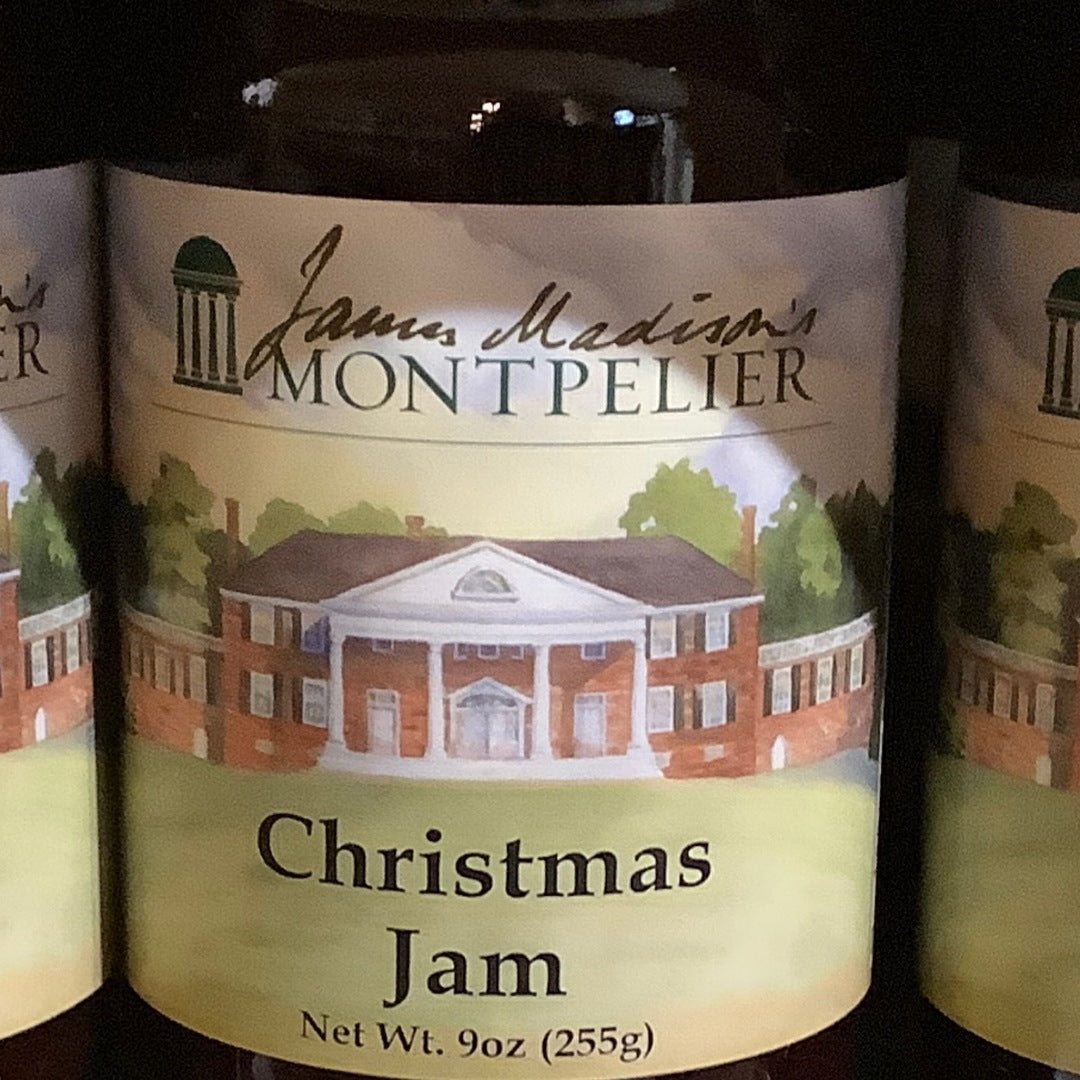 James Madison's
MONTPELIER
Christmas
Jam
Net Wt. 9oz (255g)